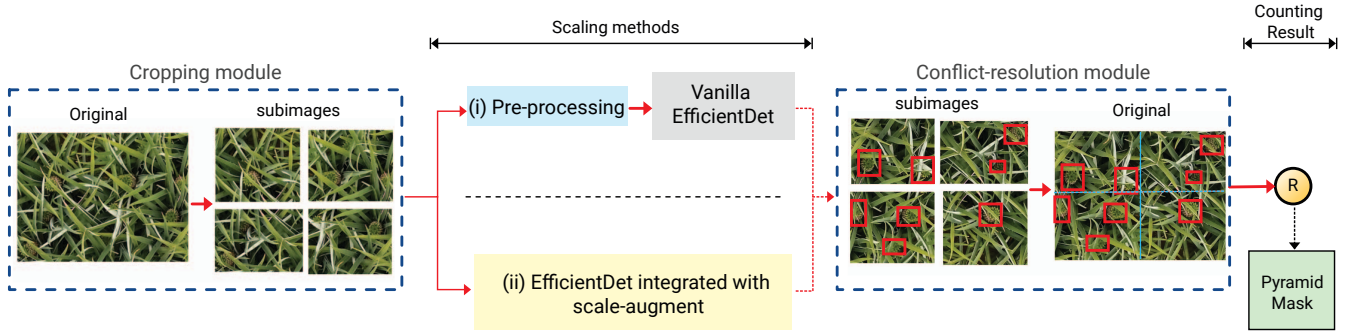 Cropping module
Original
subimages
Scaling methods
(i) Pre-processing
Vanilla
EfficientDet
(ii) EfficientDet integrated with
scale-augment
Conflict-resolution module
subimages
Original
Counting
Result
R
Pyramid
Mask